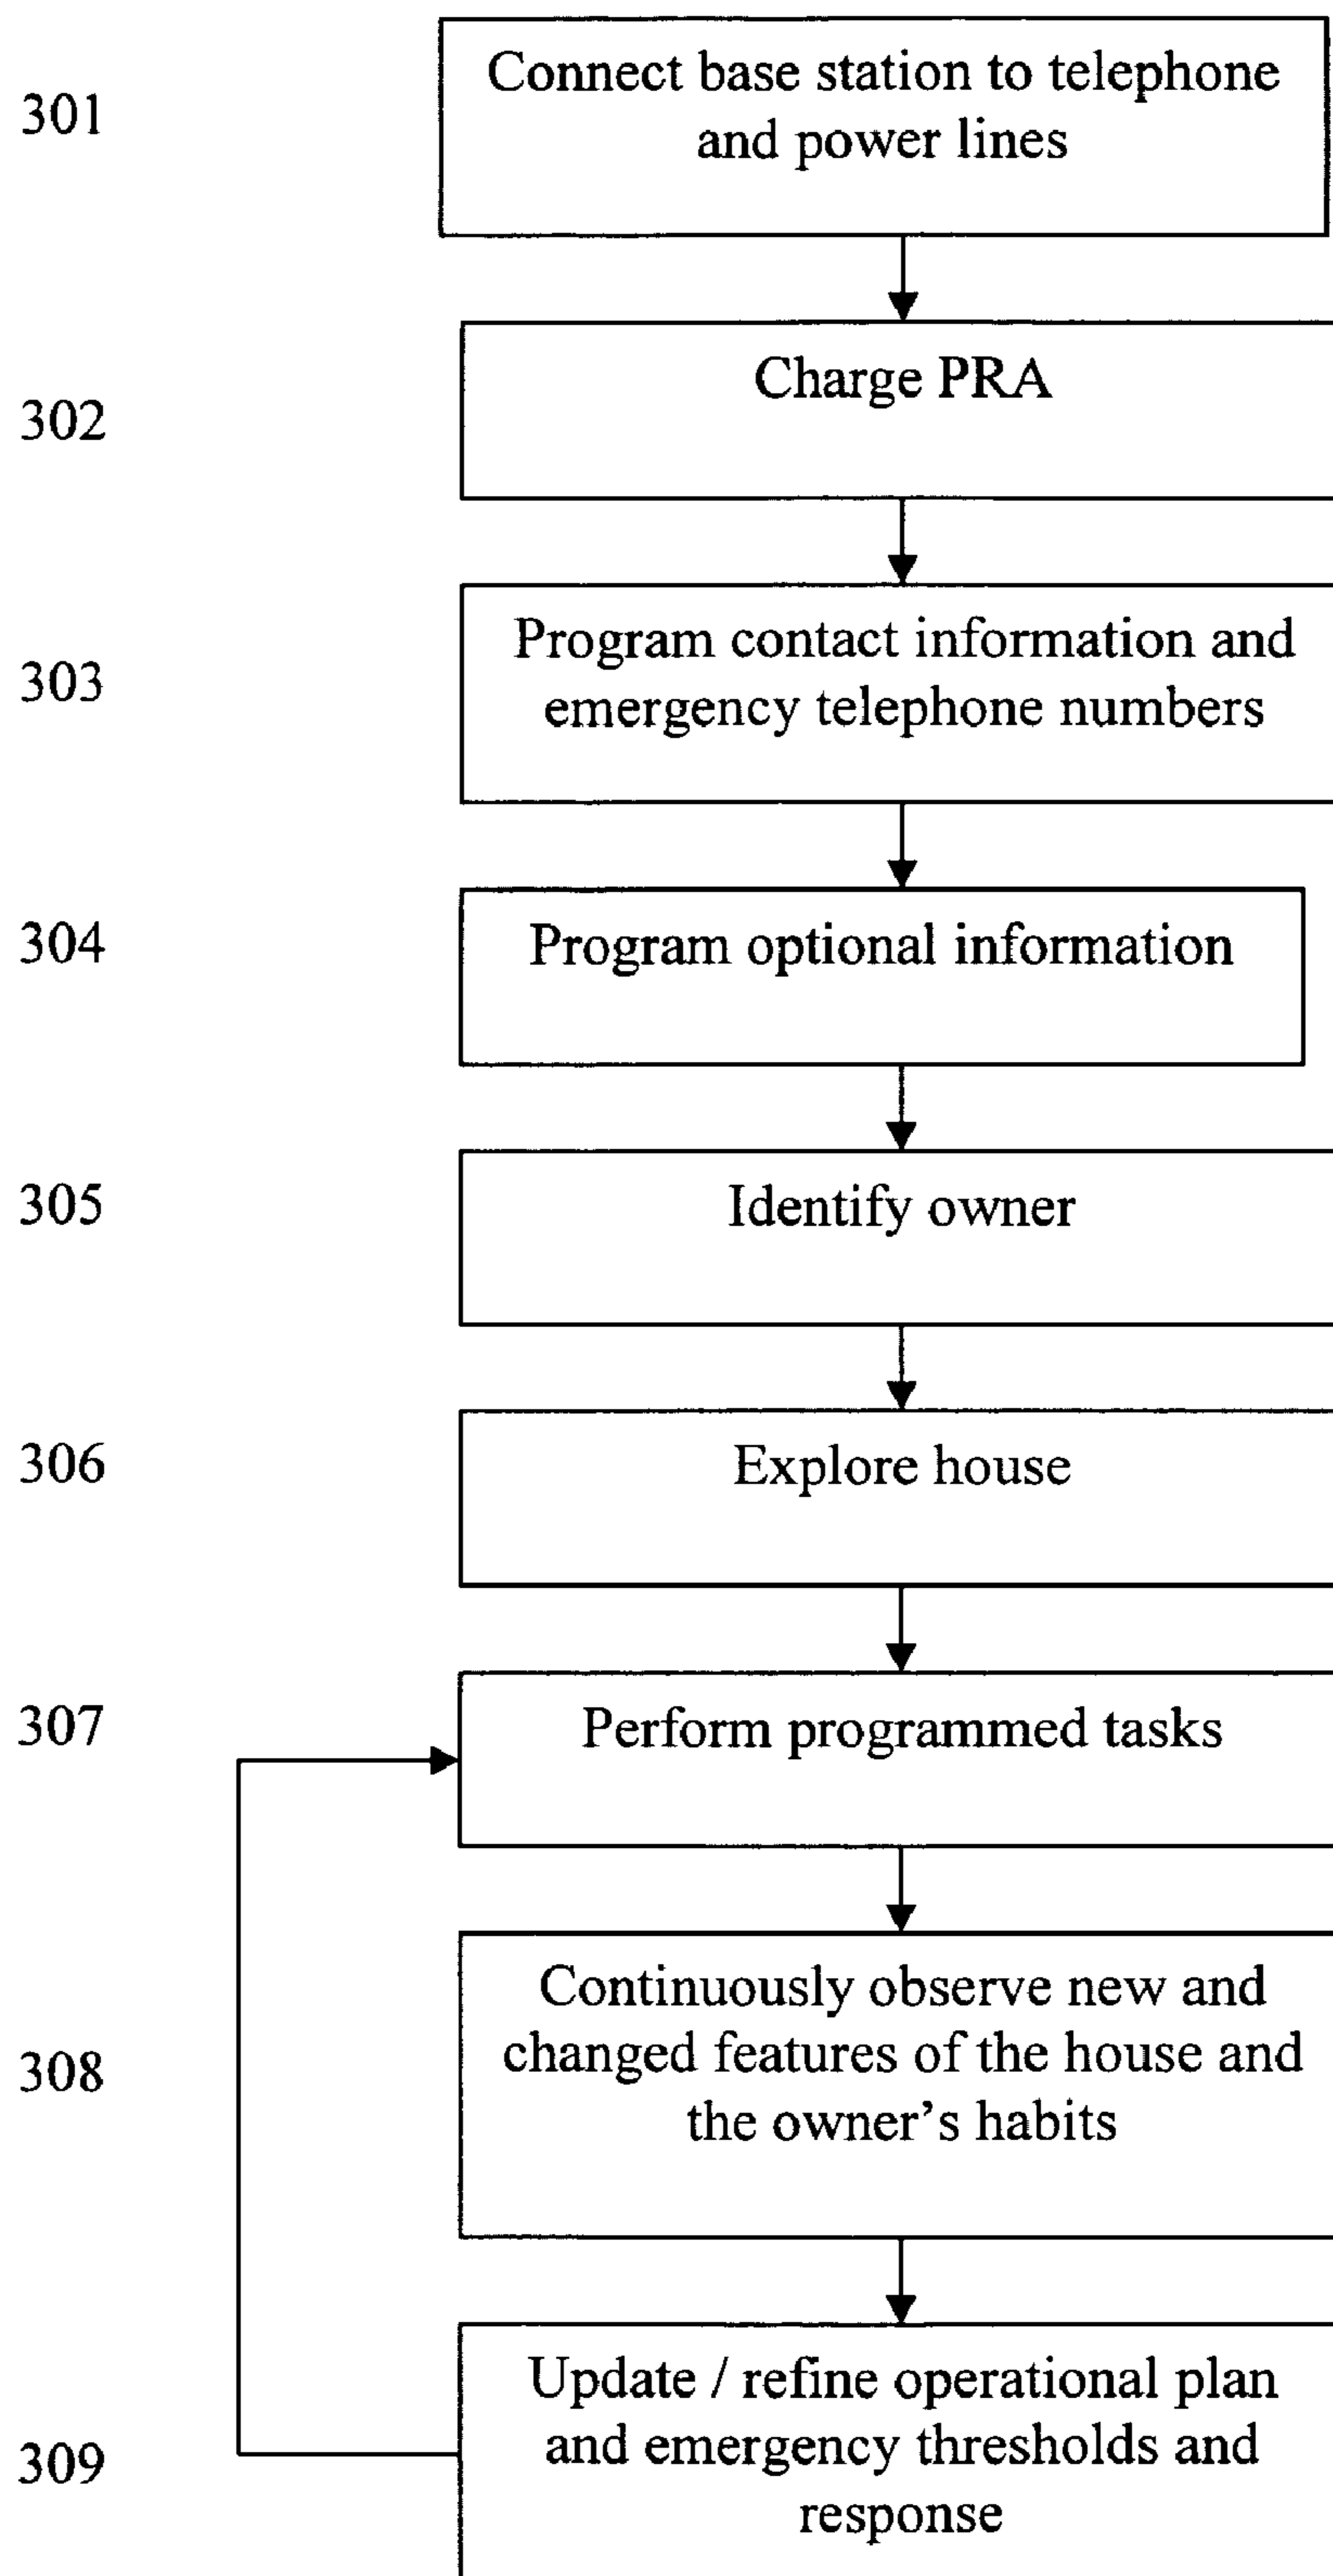 301
Connect base station to telephone
and power lines
302
Charge PRA
303
Program contact information and
emergency telephone numbers
304
Program optional information
305
Identify owner
306
Explore house
307
Perform programmed tasks
308
Continuously observe new and
changed features of the house and
the owner’s habits
309
Update / refine operational plan
and emergency thresholds and
response